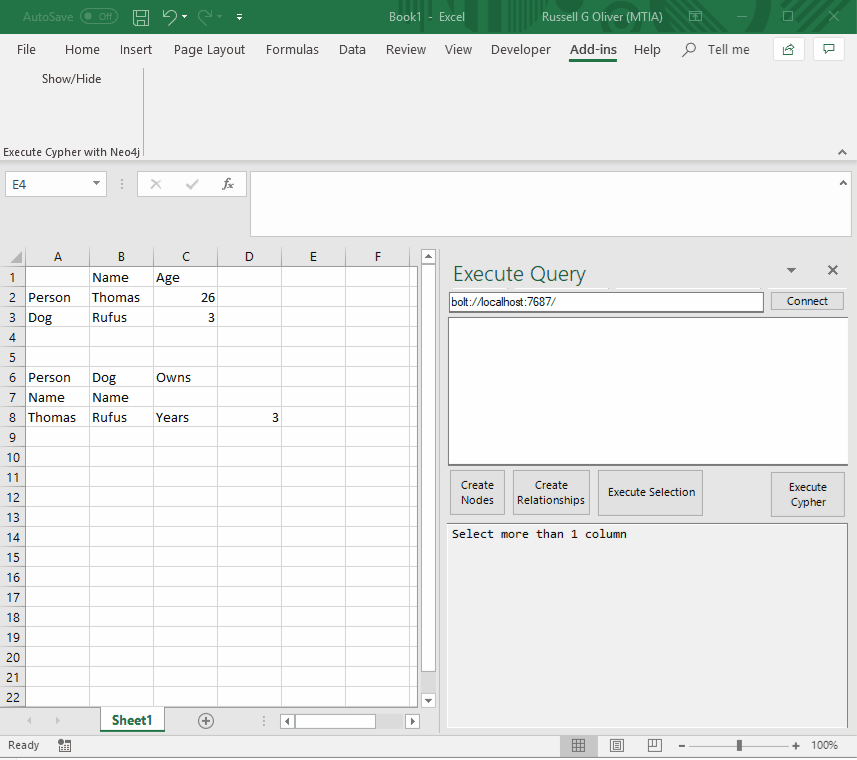 AutoSave Off Book1 - Excel Russell G Oliver (MTIA)
File Home Insert Page Layout Formulas Data Review View Developer Add-ins Help Tell me
Show/Hide
Execute Cypher with Neo4j
E4 fx
A B C D E F
1 Name Age
2 Person Thomas 26
3 Dog Rufus 3
4
5
6 Person Dog Owns
7 Name Name
8 Thomas Rufus Years 3
9
10
11
12
13
14
15
16
17
18
19
20
21
22
Execute Query
bolt://localhost:7687/ Connect
Create Nodes
Create Relationships
Execute Selection
Execute Cypher
Select more than 1 column
Sheet1
Ready 100%